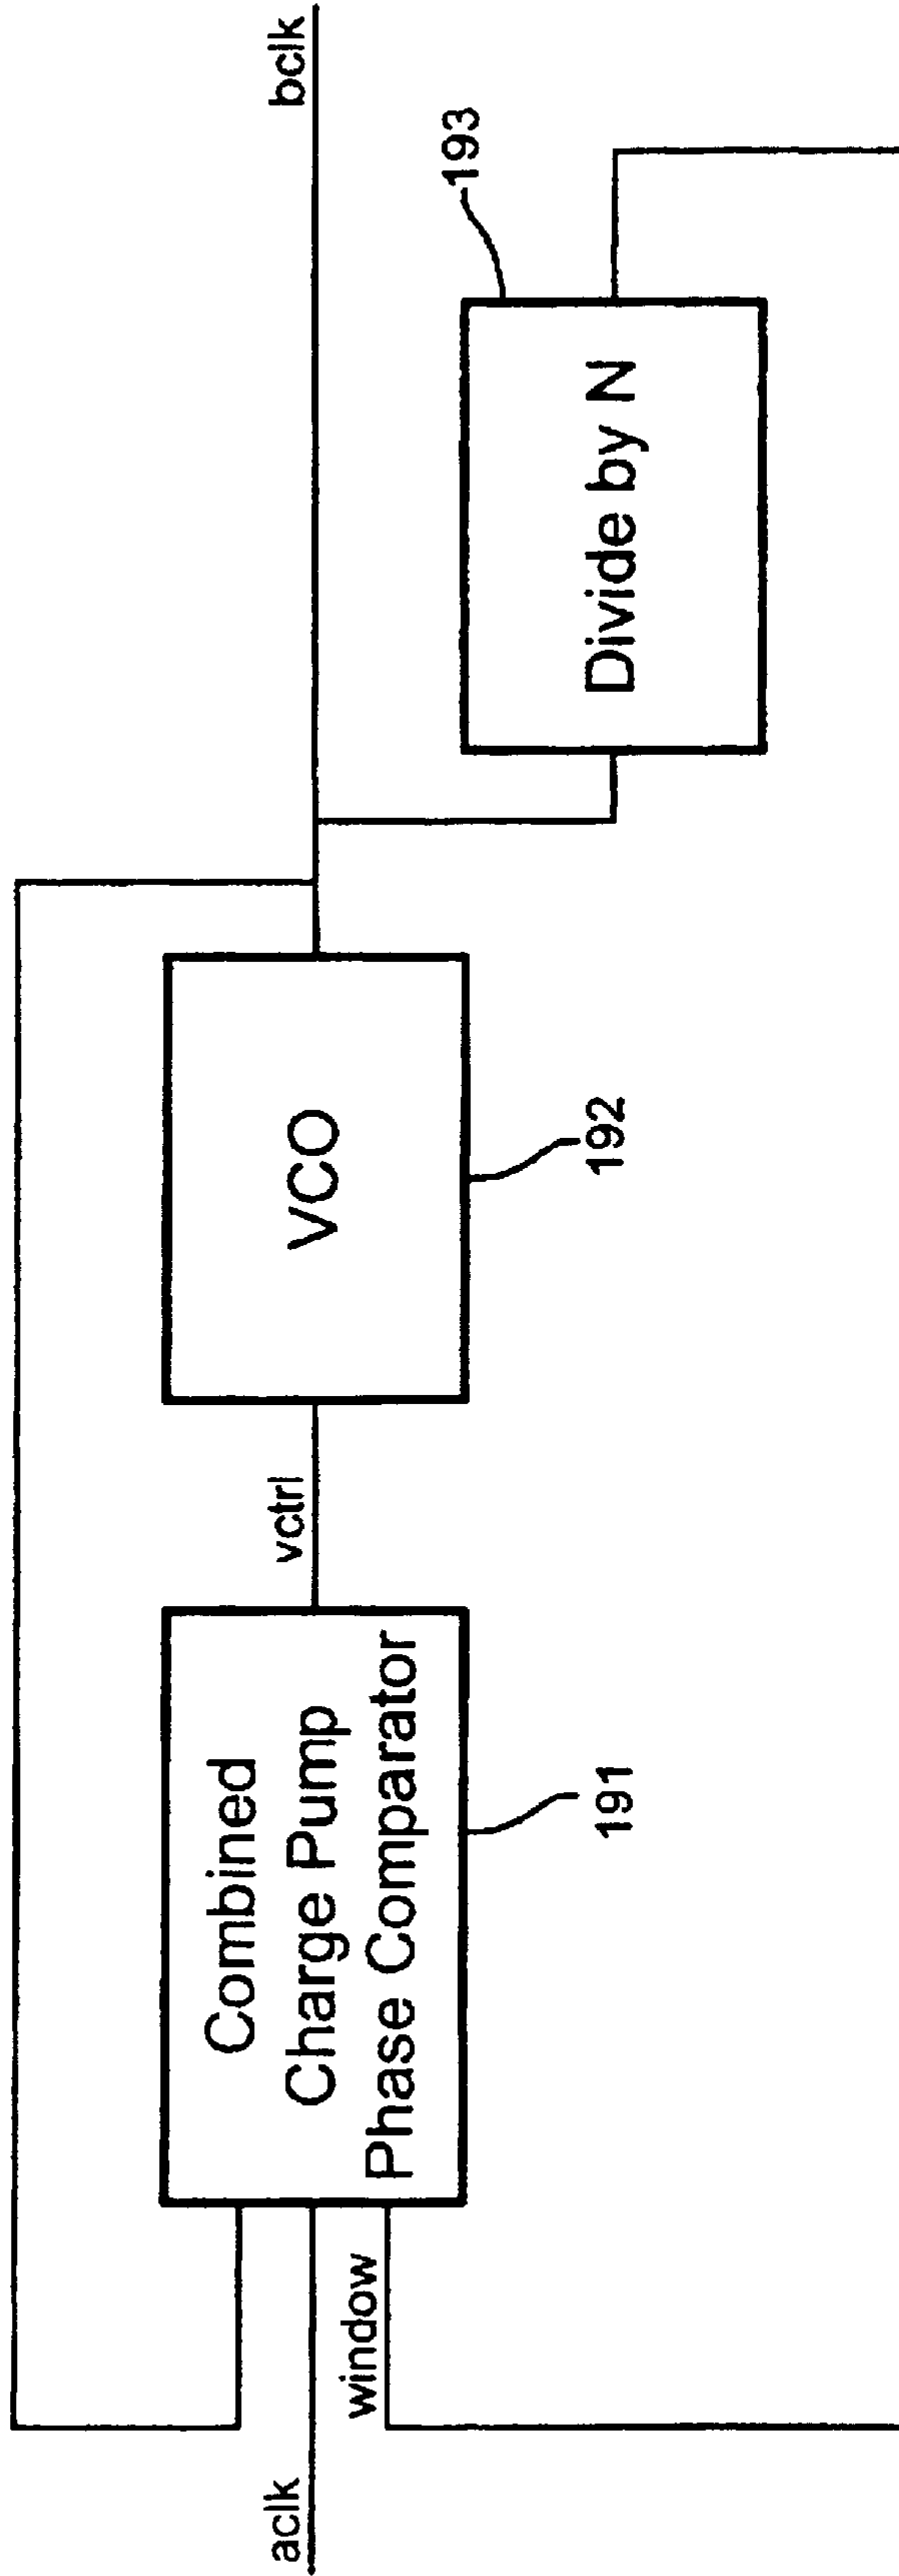 aclk
window
Combined
Charge Pump
Phase Comparator
191
vctrl
VCO
192
Divide by N
193
bclk